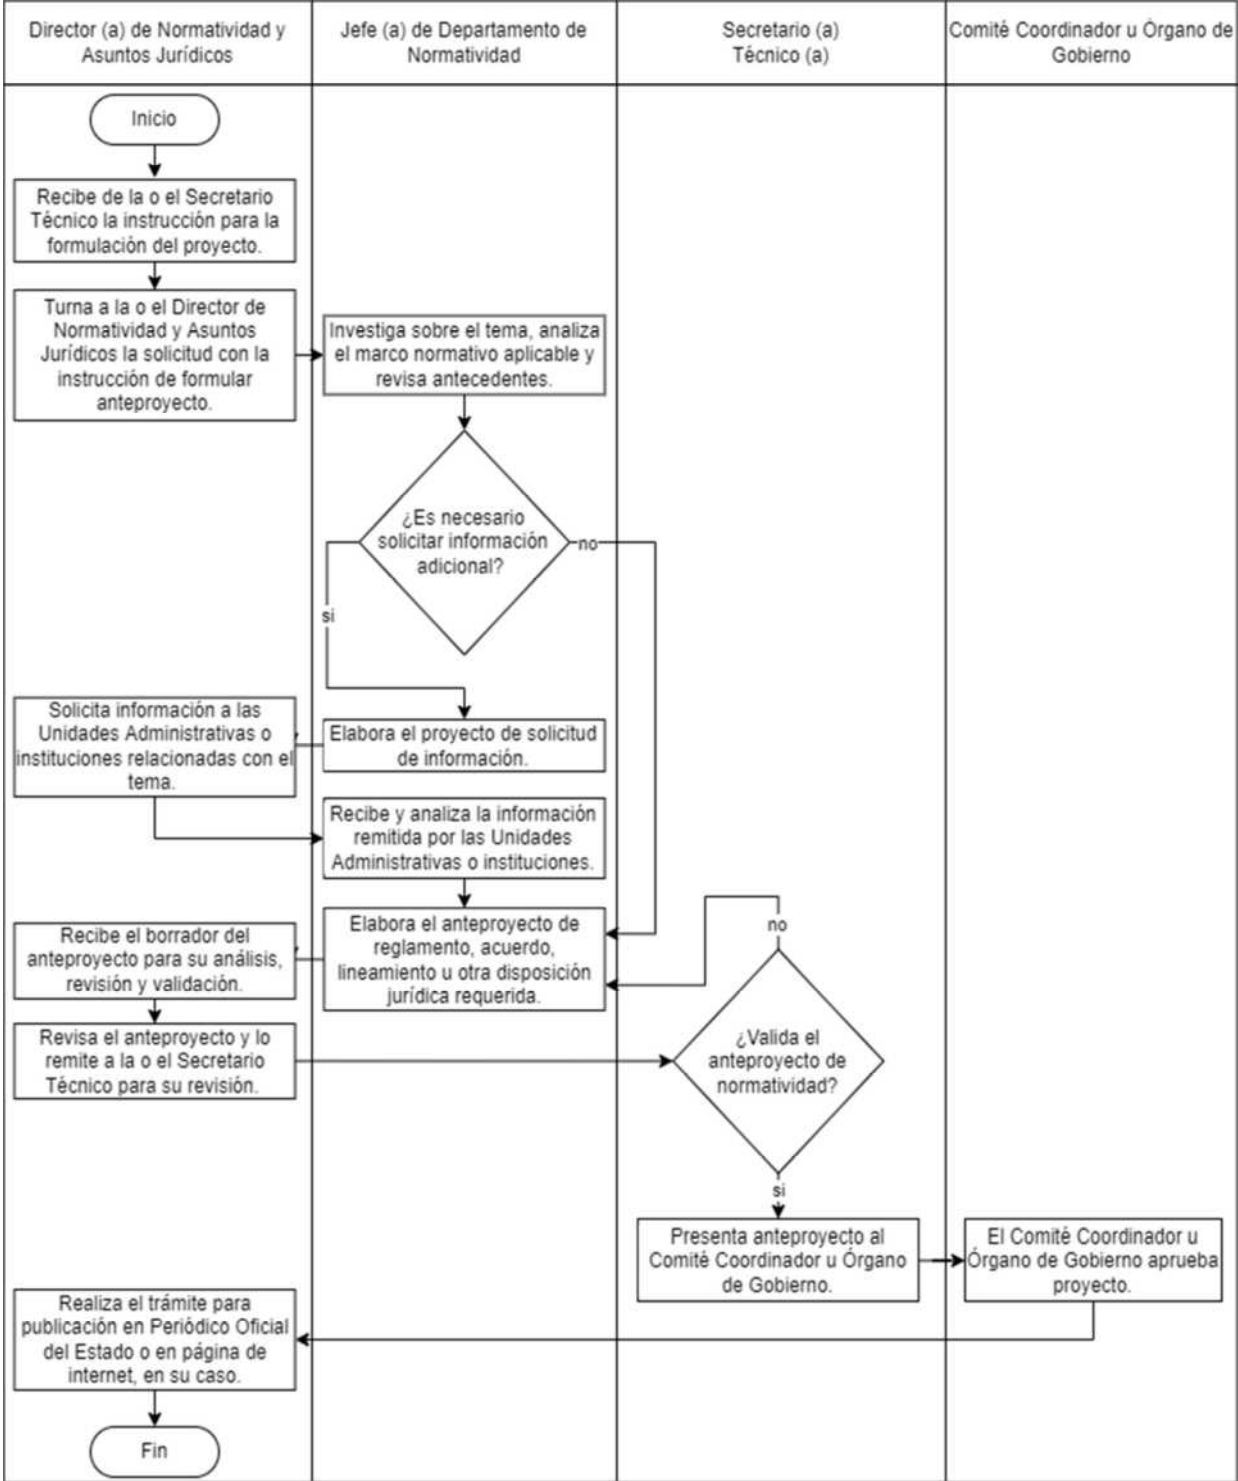 Director (a) de Normatividad y
Asuntos Jurídicos
Jefe (a) de Departamento de
Normatividad
Secretario (a)
Técnico (a)
Comité Coordinador u Órgano de
Gobierno
Inicio
Recibe de la o el Secretario
Técnico la instrucción para la
formulación del proyecto.
Turna a la o el Director de
Normatividad y Asuntos
Jurídicos la solicitud con la
instrucción de formular
anteproyecto.
Investiga sobre el tema, analiza
el marco normativo aplicable y
revisa antecedentes.
¿Es necesario
solicitar información
adicional?
no
si
Elabora el proyecto de solicitud
de información.
Solicita información a las
Unidades Administrativas o
instituciones relacionadas con el
tema.
Recibe y analiza la información
remitida por las Unidades
Administrativas o instituciones.
Elabora el anteproyecto de
reglamento, acuerdo,
lineamiento u otra disposición
jurídica requerida.
Recibe el borrador del
anteproyecto para su análisis,
revisión y validación.
Revisa el anteproyecto y lo
remite a la o el Secretario
Técnico para su revisión.
no
¿Valida el
anteproyecto de
normatividad?
si
Presenta anteproyecto al
Comité Coordinador u Órgano
de Gobierno.
El Comité Coordinador u
Órgano de Gobierno aprueba
proyecto.
Realiza el trámite para
publicación en Periódico Oficial
del Estado o en página de
internet, en su caso.
Fin